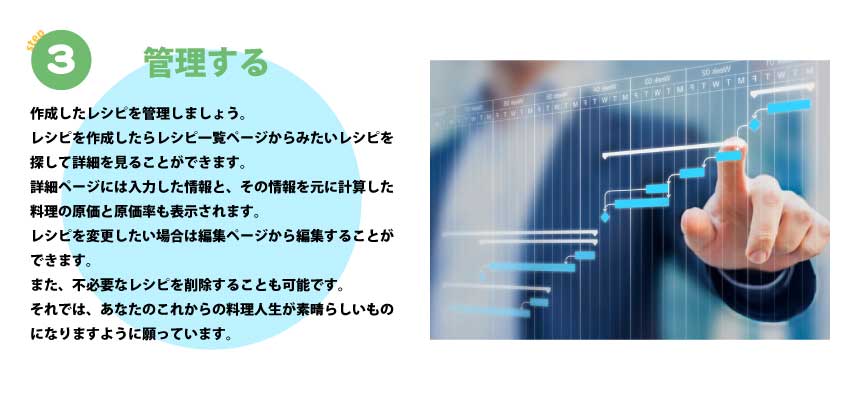 step
3
管理する
作成したレシピを管理しましょう。
レシピを作成したらレシピ一覧ページからみたいレシピを
探して詳細を見ることができます。
詳細ページには入力した情報と、その情報を元に計算した
料理の原価と原価率も表示されます。
レシピを変更したい場合は編集ページから編集することが
できます。
また、不必要なレシピを削除することも可能です。
それでは、あなたのこれからの料理人生が素晴らしいもの
になりますように願っています。